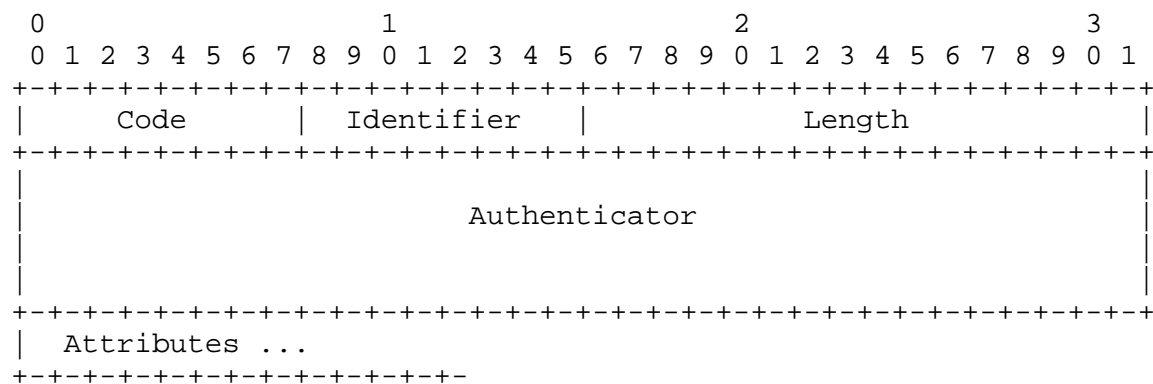 0                   1                   2                   3
 0 1 2 3 4 5 6 7 8 9 0 1 2 3 4 5 6 7 8 9 0 1 2 3 4 5 6 7 8 9 0 1
+-+-+-+-+-+-+-+-+-+-+-+-+-+-+-+-+-+-+-+-+-+-+-+-+-+-+-+-+-+-+-+-+
|     Code      |  Identifier   |            Length             |
+-+-+-+-+-+-+-+-+-+-+-+-+-+-+-+-+-+-+-+-+-+-+-+-+-+-+-+-+-+-+-+-+
|                                                               |
|                         Authenticator                         |
|                                                               |
|                                                               |
+-+-+-+-+-+-+-+-+-+-+-+-+-+-+-+-+-+-+-+-+-+-+-+-+-+-+-+-+-+-+-+-+
|  Attributes ...
+-+-+-+-+-+-+-+-+-+-+-+-+-